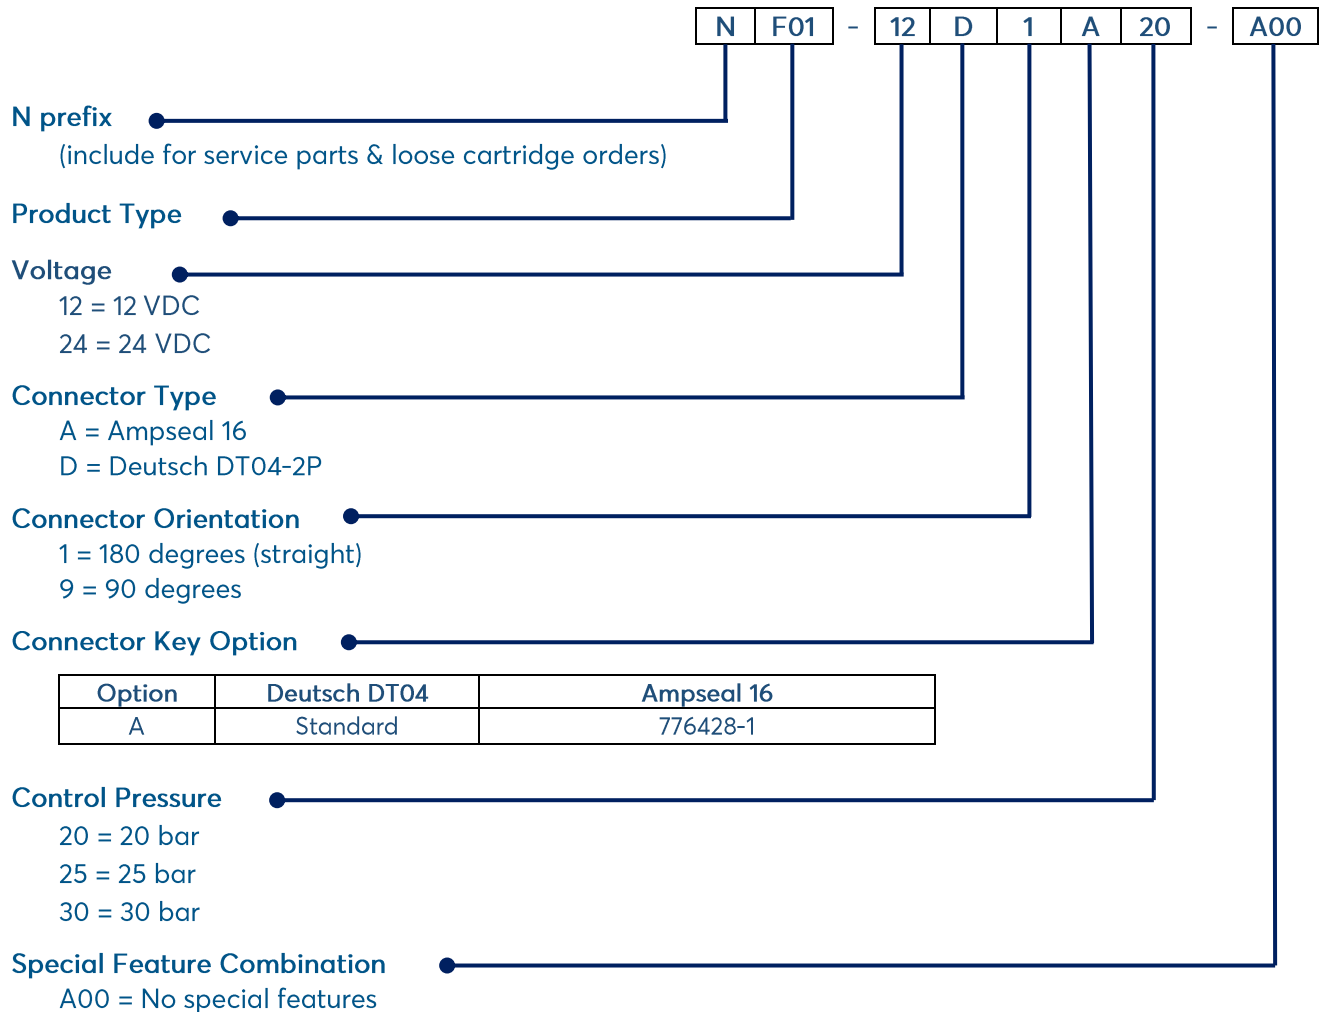 N F01 - 12 D 1 A 20 - A00
N prefix
(include for service parts & loose cartridge orders)
Product Type
Voltage
12 = 12 VDC
24 = 24 VDC
Connector Type
A = Ampseal 16
D = Deutsch DT04-2P
Connector Orientation
1 = 180 degrees (straight)
9 = 90 degrees
Connector Key Option
Option Deutsch DT04 Ampseal 16
A Standard 776428-1
Control Pressure
20 = 20 bar
25 = 25 bar
30 = 30 bar
Special Feature Combination
A00 = No special features